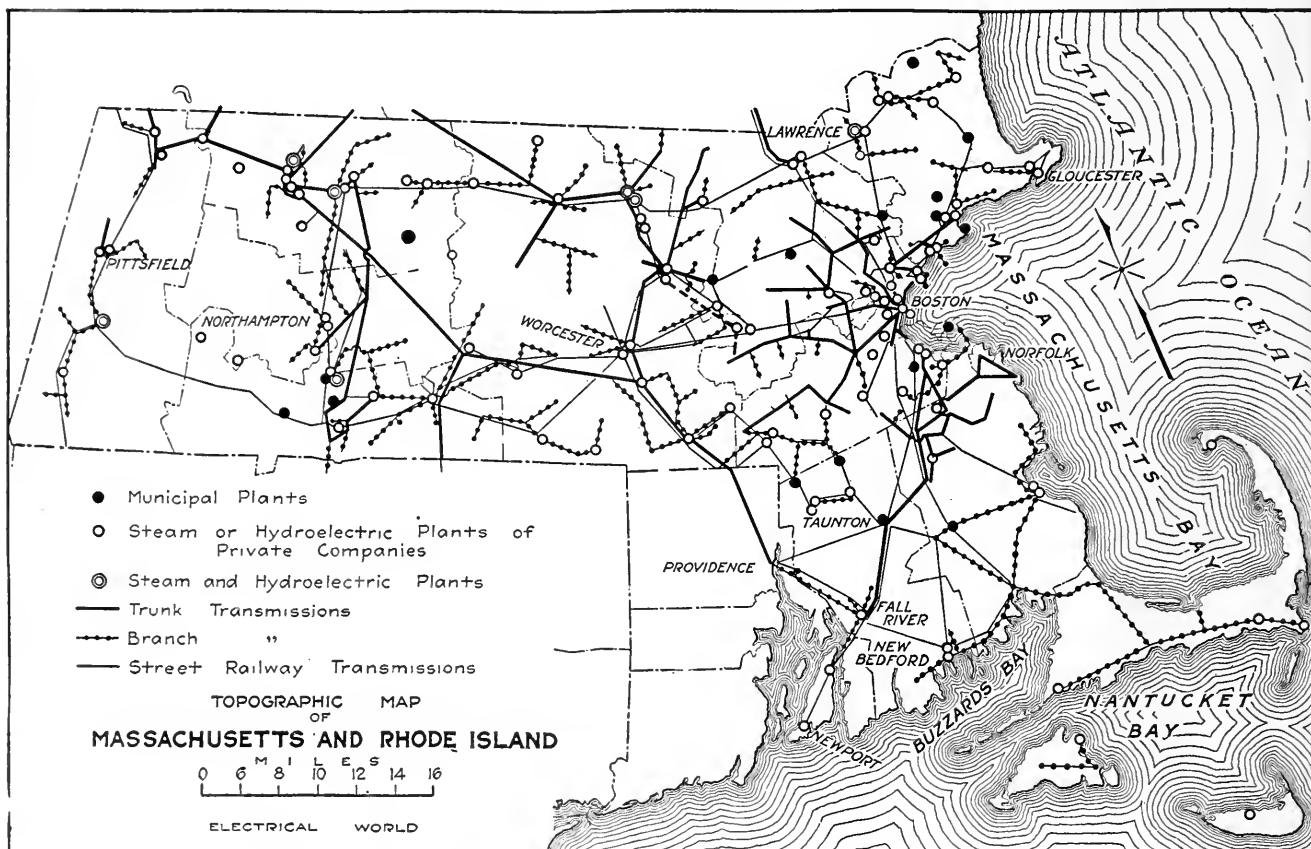 ATLANTIC
OCEAN
LAWRENCE
GLOUCESTER
MASSACHUSETTS BAY
PITTSFIELD
BOSTON
NORTHAMPTON
WORCESTER
NORFOLK
● Municipal Plants
○ Steam or Hydroelectric Plants of
Private Companies
◎ Steam and Hydroelectric Plants
Trunk Transmissions
Branch "
Street Railway Transmissions
TAUNTON
PROVIDENCE
FALL
RIVER
NEW
BEDFORD
BUZZARDS BAY
NANTUCKET
BAY
NEWPORT
TOPOGRAPHIC MAP
OF
MASSACHUSETTS AND RHODE ISLAND
MILES
0 6 8 10 12 14 16
ELECTRICAL WORLD